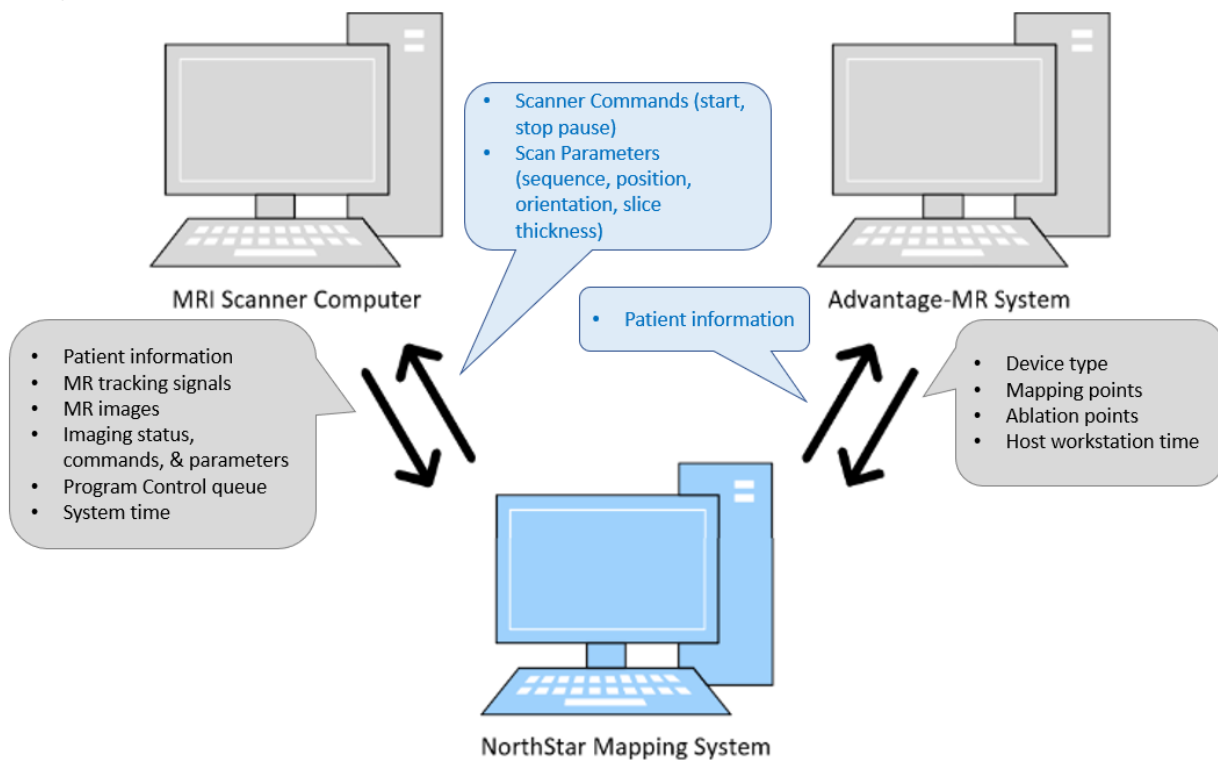 • Scanner Commands (start,
stop pause)
• Scan Parameters
(sequence, position,
orientation, slice
thickness)
MRI Scanner Computer
Advantage-MR System
• Patient information
• Patient information
• MR tracking signals
• MR images
• Imaging status,
commands, & parameters
• Program Control queue
• System time
• Device type
• Mapping points
• Ablation points
• Host workstation time
NorthStar Mapping System